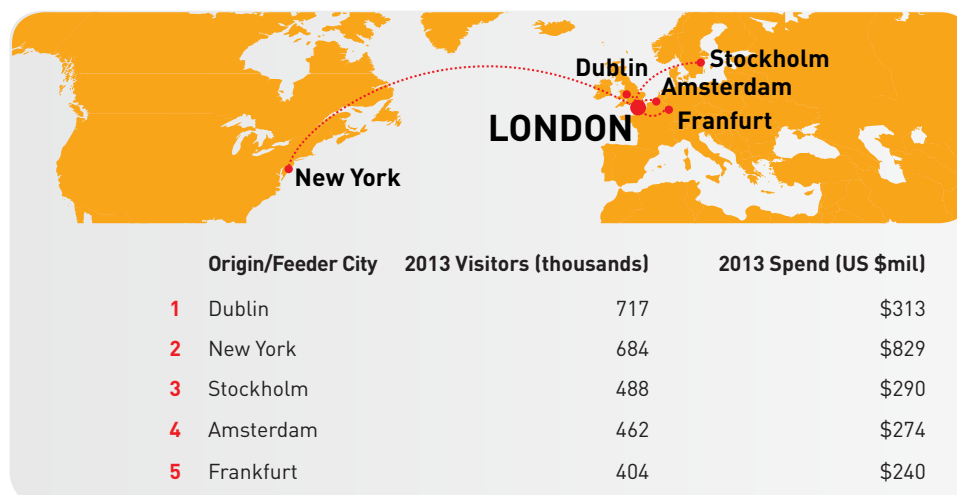 Stockholm
Dublin
Amsterdam
LONDON
Franfurt
New York
Origin/Feeder City 2013 Visitors (thousands) 2013 Spend (US $mil)
1 Dublin 717 $313
2 New York 684 $829
3 Stockholm 488 $290
4 Amsterdam 462 $274
5 Frankfurt 404 $240